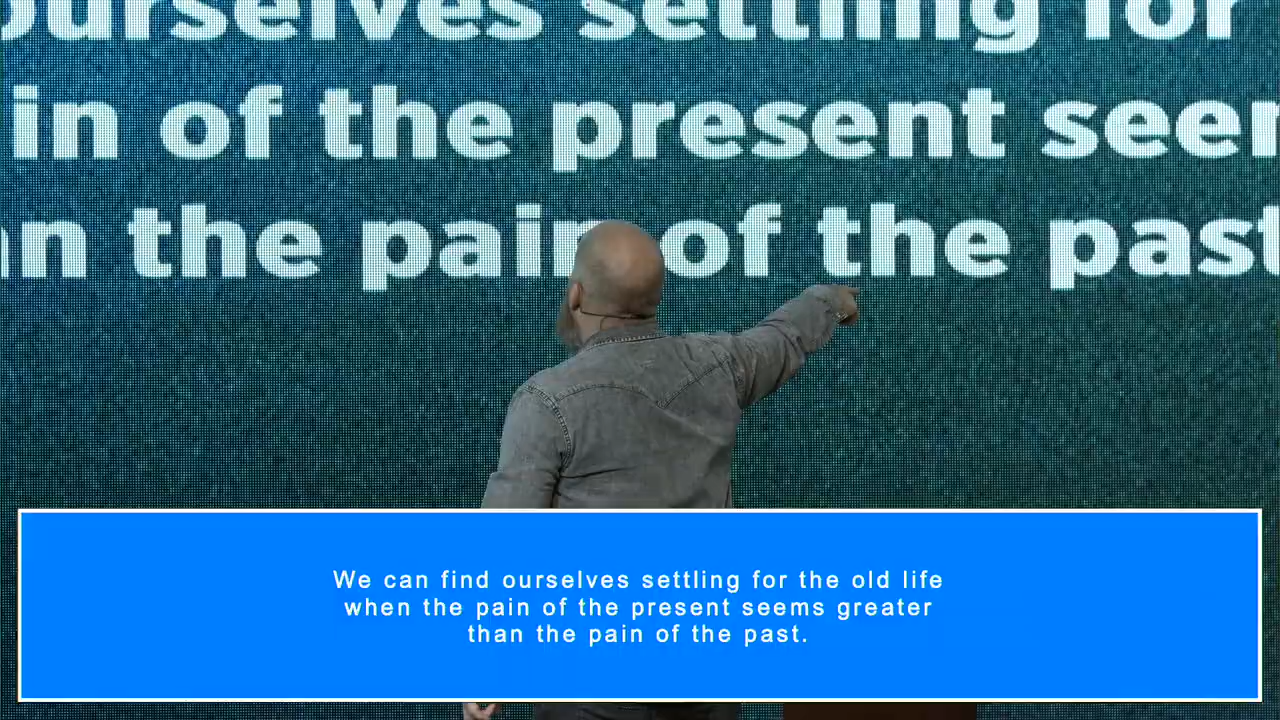 ourselves settling for
in of the present
the pain of the past
We can find ourselves settling for the old life
when the pain of the present seems greater
than the pain of the past.